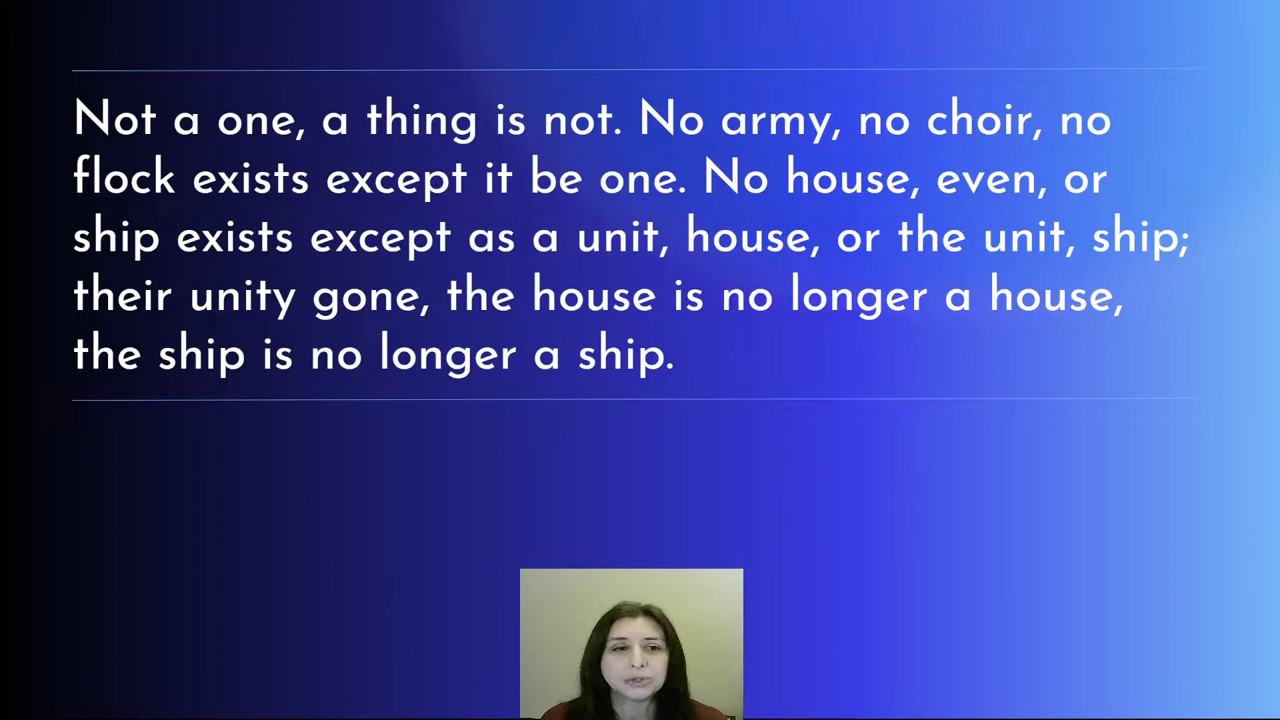 Not a one, a thing is not. No army, no choir, no
flock exists except it be one. No house, even, or
ship exists except as a unit, house, or the unit, ship;
their unity gone, the house is no longer a house,
the ship is no longer a ship.